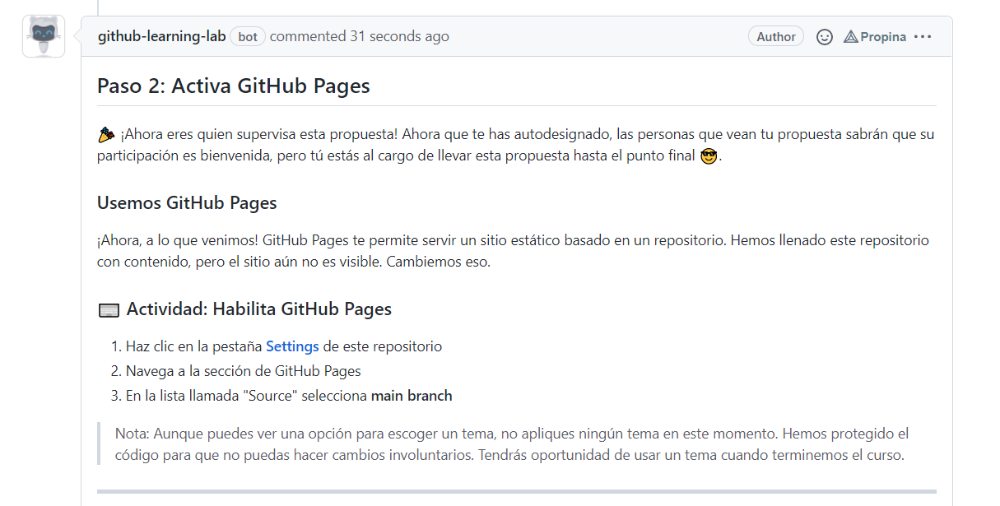 github-learning-lab bot commented 31 seconds ago Author Propina
Paso 2: Activa GitHub Pages
¡Ahora eres quien supervisa esta propuesta! Ahora que te has autodesignado, las personas que vean tu propuesta sabrán que su
participación es bienvenida, pero tú estás al cargo de llevar esta propuesta hasta el punto final 😎.
Usemos GitHub Pages
¡Ahora, a lo que venimos! GitHub Pages te permite servir un sitio estático basado en un repositorio. Hemos llenado este repositorio
con contenido, pero el sitio aún no es visible. Cambiemos eso.
Actividad: Habilita GitHub Pages
1. Haz clic en la pestaña Settings de este repositorio
2. Navega a la sección de GitHub Pages
3. En la lista llamada "Source" selecciona main branch
Nota: Aunque puedes ver una opción para escoger un tema, no apliques ningún tema en este momento. Hemos protegido el
código para que no puedas hacer cambios involuntarios. Tendrás oportunidad de usar un tema cuando terminemos el curso.